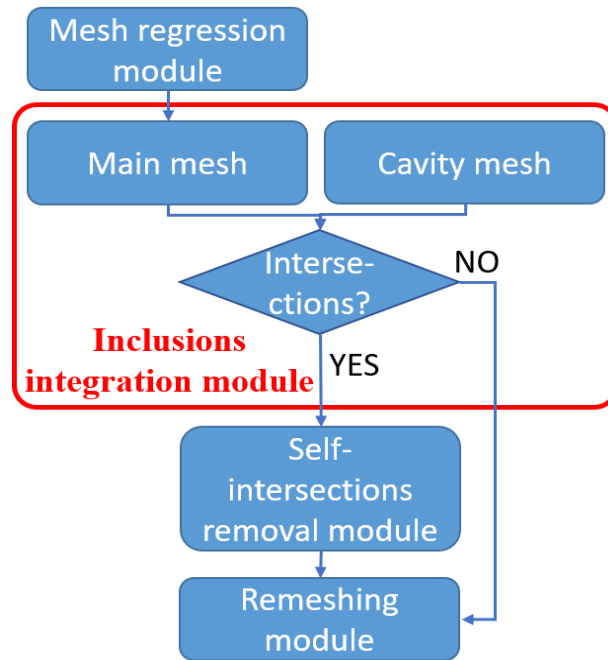 Mesh regression
module
Main mesh
Cavity mesh
Interse-
ctions?
NO
Inclusions
integration module
YES
Self-
intersections
removal module
Remeshing
module